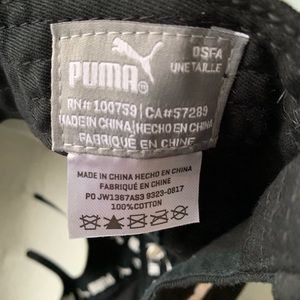 PUMA®
OSFA
UNE TAILLE
RN# 100759 | CA#57289
MADE IN CHINA | HECHO EN CHINA
FABRIQUÉ EN CHINE
MADE IN CHINA HECHO EN CHINA
FABRIQUÉ EN CHINE
PO JW1367AS3 9323-0817
100%COTTON